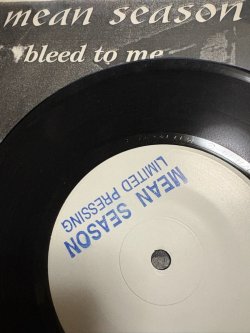 mean season
bleed to me
MEAN SEASON
LIMITED PRESSING